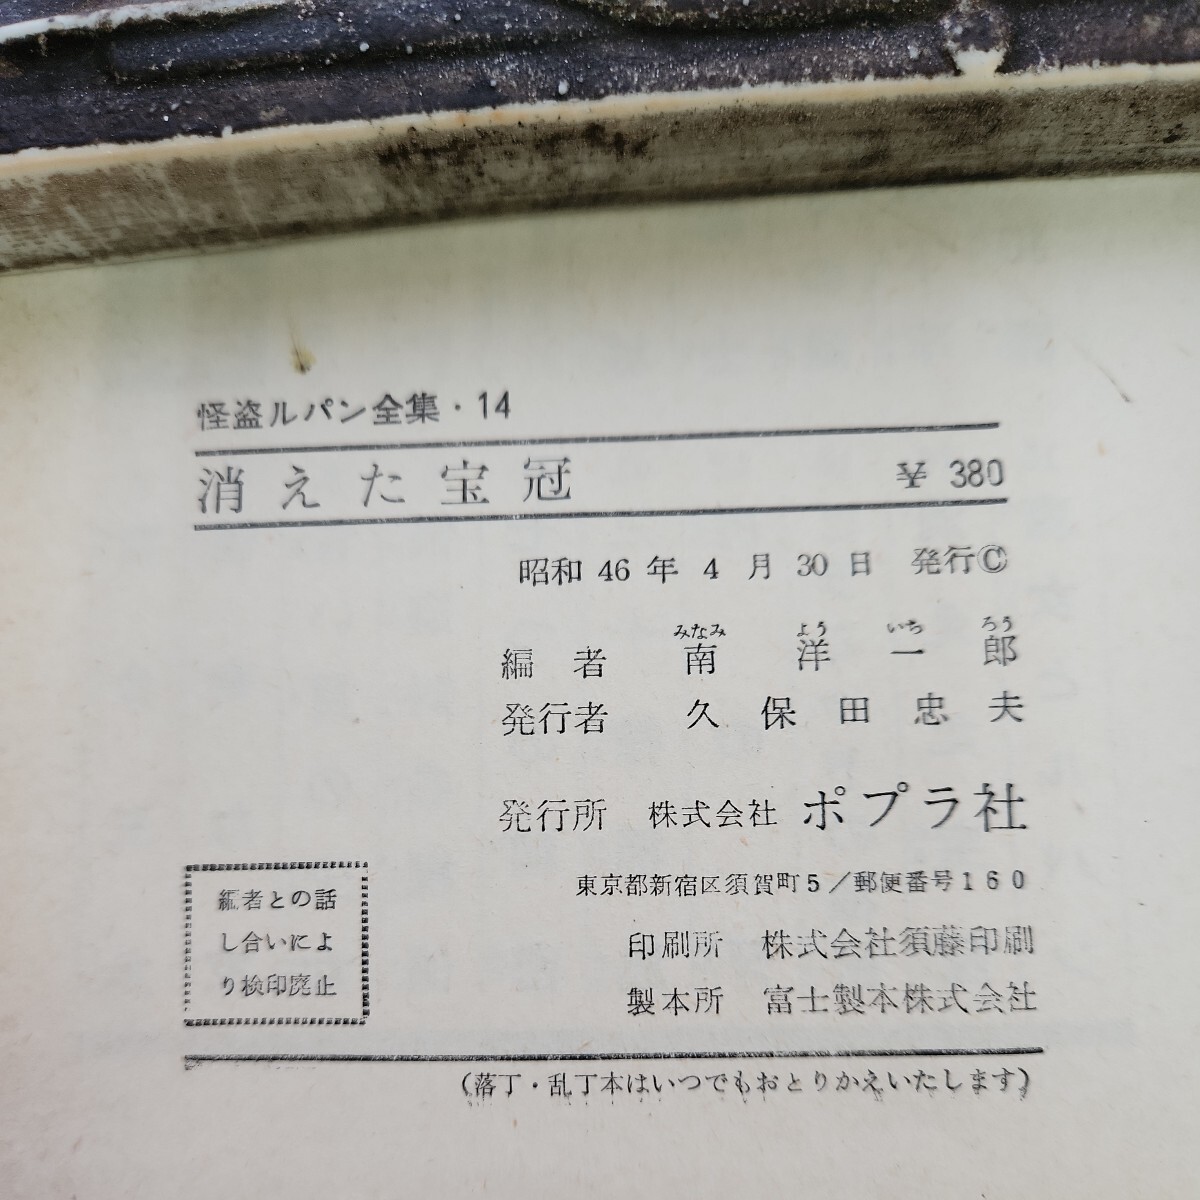 怪盗ルパン全集・14
消えた宝冠 ¥380
昭和46年4月30日 発行©
みなみ よう いち ろう
編者 南洋一郎
発行者 久保田忠夫
発行所 株式会社 ポプラ社
東京都新宿区須賀町5/郵便番号160
印刷所 株式会社須藤印刷
製本所 富士製本株式会社
編者との話
し合いによ
り検印廃止
(落丁・乱丁本はいつでもおとりかえいたします)